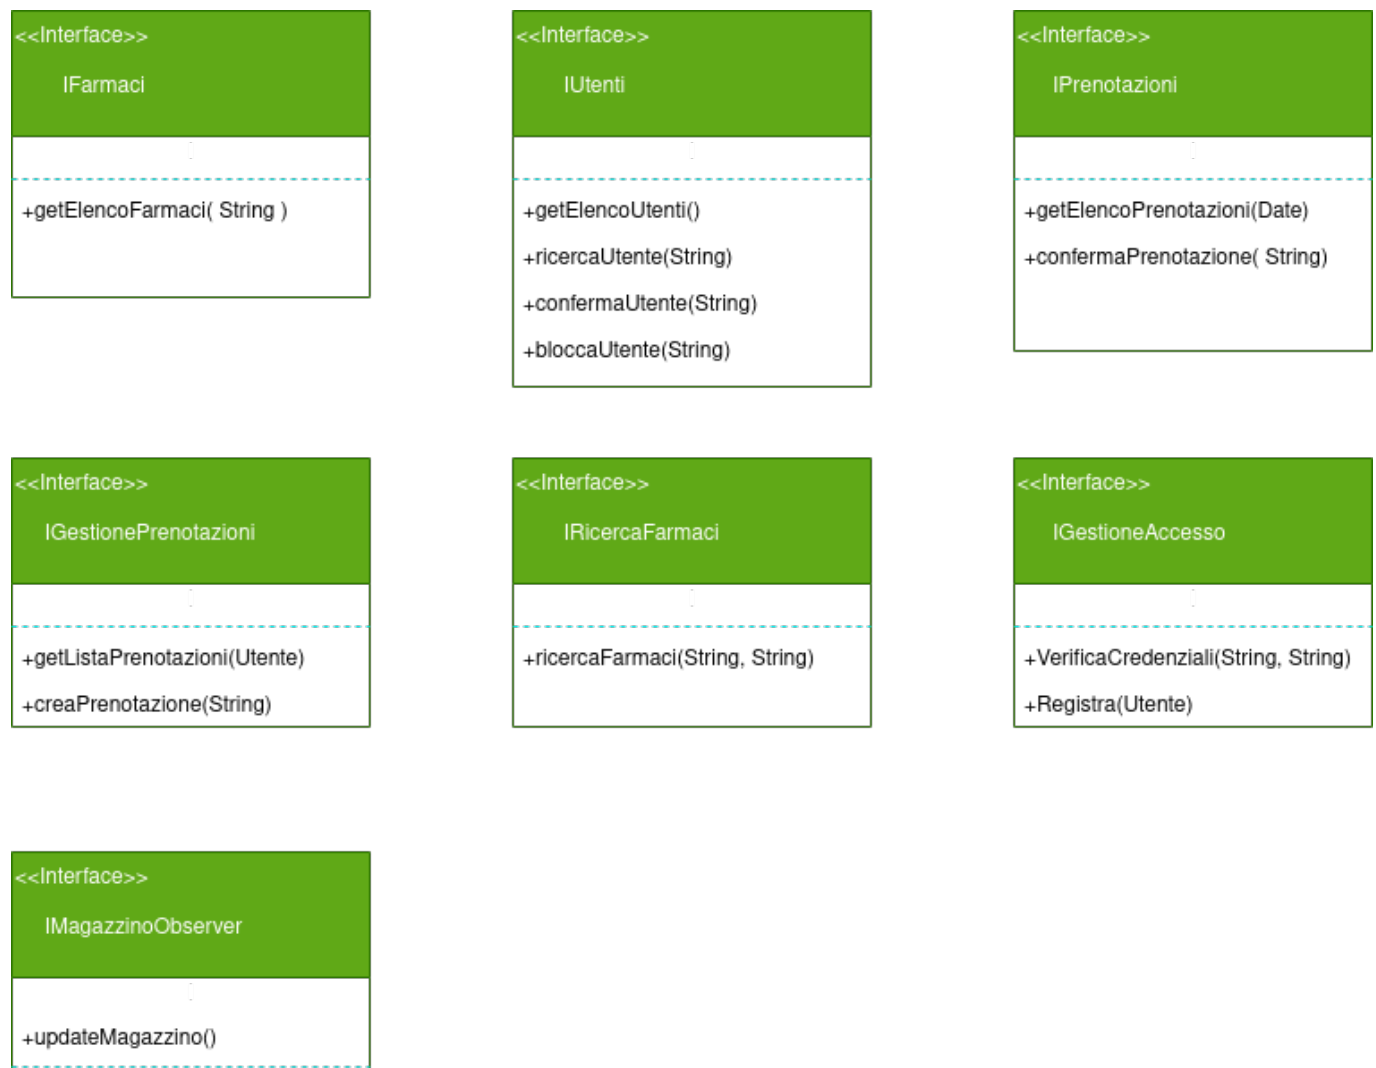 <<Interface>>
IFarmaci
+getElencoFarmaci( String )
<<Interface>>
IUtenti
+getElencoUtenti()
+ricercaUtente(String)
+confermaUtente(String)
+bloccaUtente(String)
<<Interface>>
IPrenotazioni
+getElencoPrenotazioni(Date)
+confermaPrenotazione( String)
<<Interface>>
IGestionePrenotazioni
+getListaPrenotazioni(Utente)
+creaPrenotazione(String)
<<Interface>>
IRicercaFarmaci
+ricercaFarmaci(String, String)
<<Interface>>
IGestioneAccesso
+VerificaCredenziali(String, String)
+Registra(Utente)
<<Interface>>
IMagazzinoObserver
+updateMagazzino()